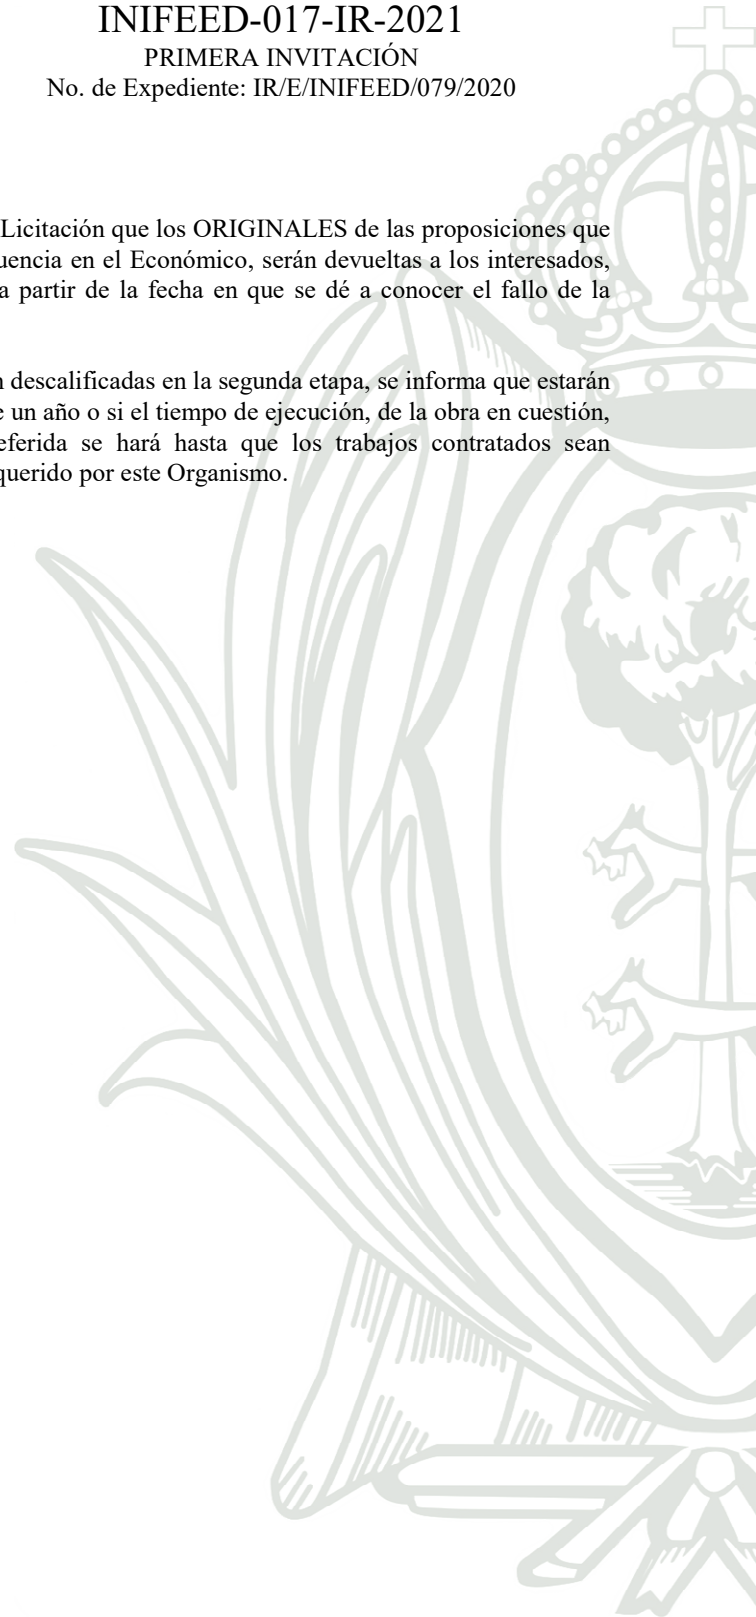 INIFEED-017-IR-2021
PRIMERA INVITACIÓN
No. de Expediente: IR/E/INIFEED/079/2020
Licitación que los ORIGINALES de las proposiciones que
uencia en el Económico, serán devueltas a los interesados,
a partir de la fecha en que se dé a conocer el fallo de la
n descalificadas en la segunda etapa, se informa que estarán
e un año o si el tiempo de ejecución, de la obra en cuestión,
eferida se hará hasta que los trabajos contratados sean
querido por este Organismo.